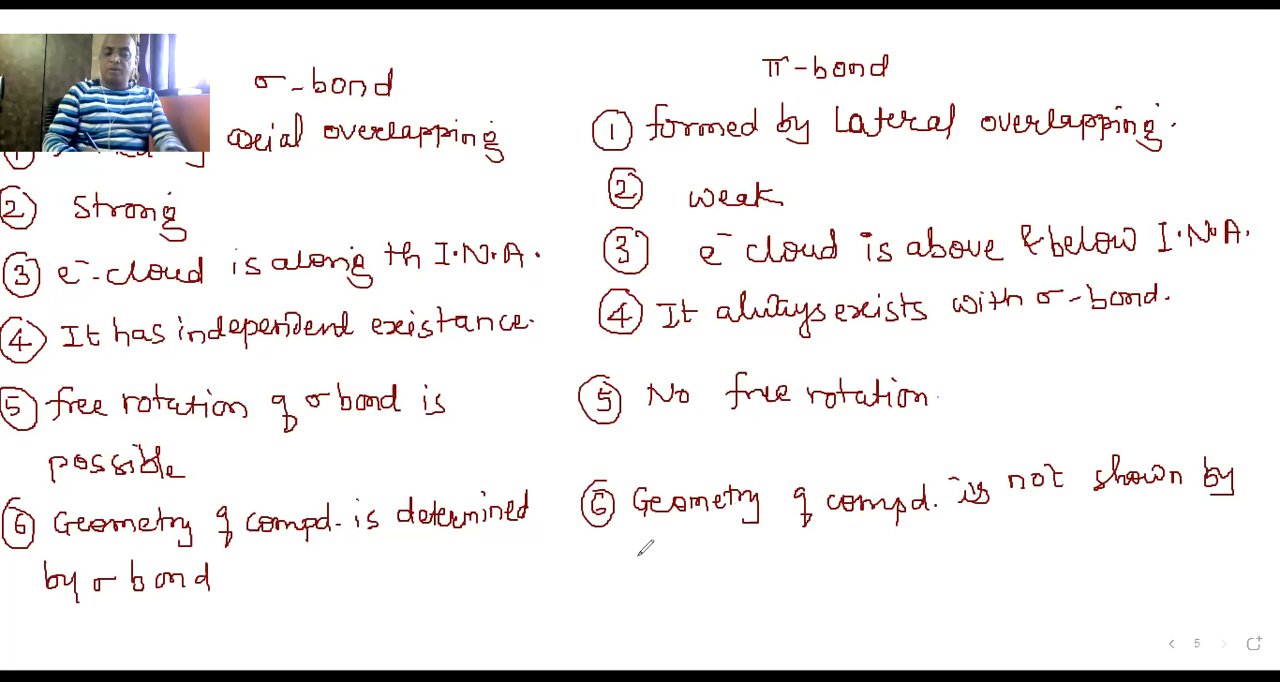 σ-bond
axial overlapping
② Strong
③ e⁻-cloud is along th I.N.A.
④ It has independent existance.
⑤ free rotation of σ bond is
possible
⑥ Geometry of compd. is determined
by σ bond
π-bond
① formed by Lateral overlapping.
② weak
③ e⁻ cloud is above & below I.N.A.
④ It always exists with σ-bond.
⑤ No free rotation.
⑥ Geometry of compd. is not shown by
5